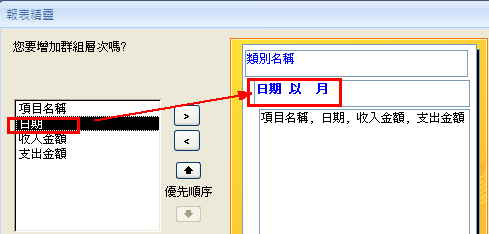 報表精靈
您要增加群組層次嗎?
項目名稱
日期
收入金額
支出金額
>
<
優先順序
類別名稱
日期 以 月
項目名稱, 日期, 收入金額, 支出金額